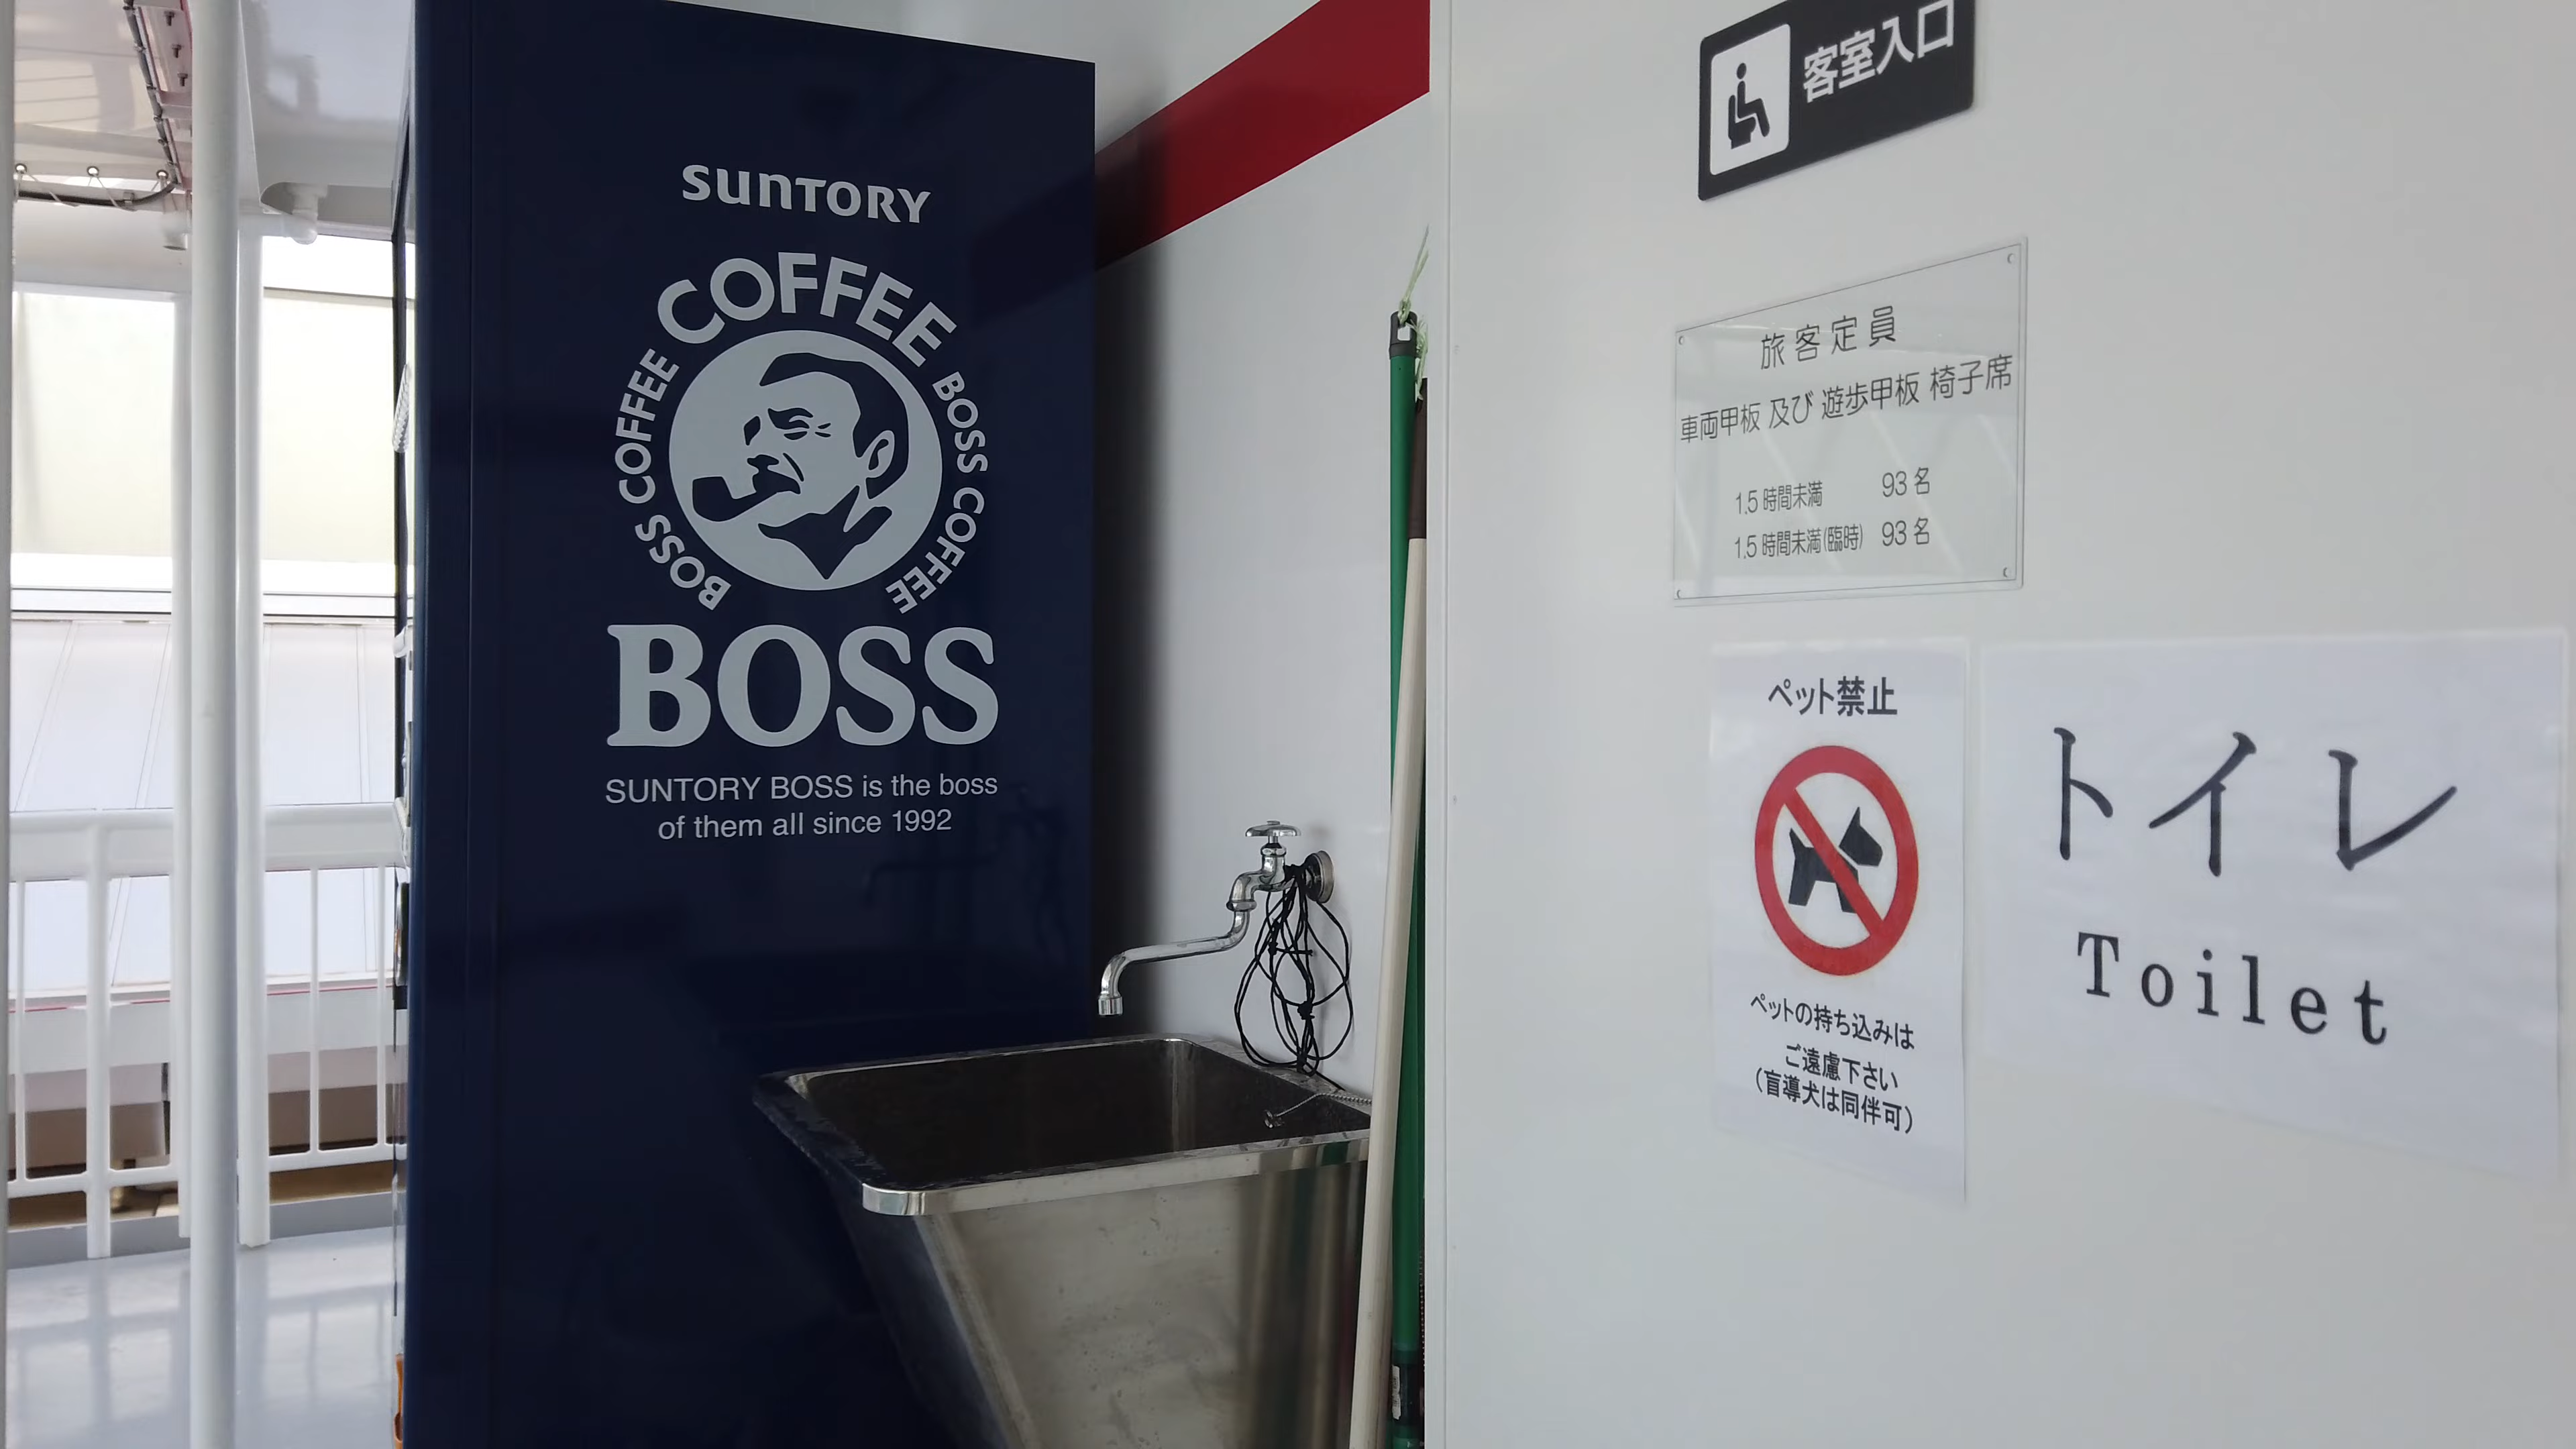 SUNTORY
COFFEE
BOSS COFFEE
BOSS COFFEE
BOSS
SUNTORY BOSS is the boss
of them all since 1992
客室入口
旅客定員
車両甲板 及び 遊歩甲板 椅子席
1.5 時間未満 93 名
1.5 時間未満(臨時) 93 名
ペット禁止
ペットの持ち込みは
ご遠慮下さい
(盲導犬は同伴可)
トイレ
Toilet